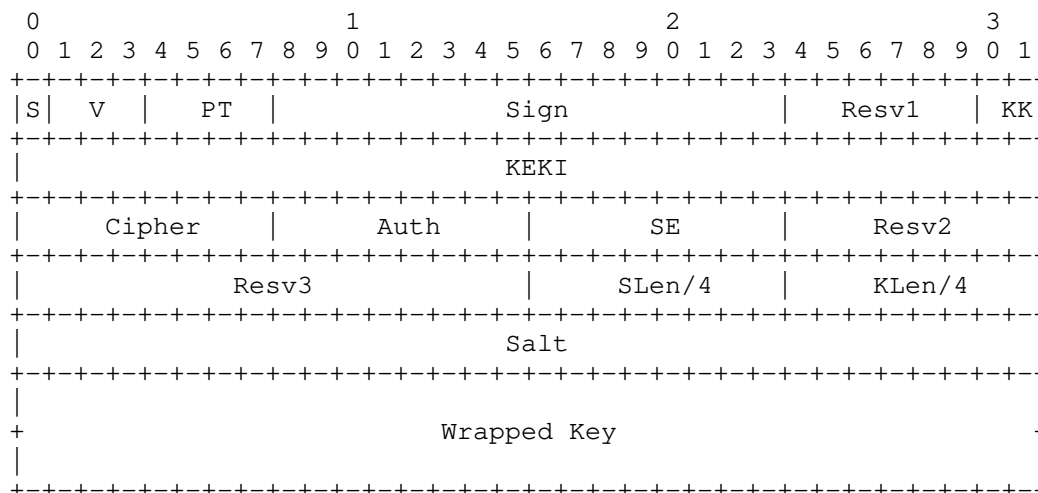 0                   1                   2                   3
0 1 2 3 4 5 6 7 8 9 0 1 2 3 4 5 6 7 8 9 0 1 2 3 4 5 6 7 8 9 0 1
+-+-+-+-+-+-+-+-+-+-+-+-+-+-+-+-+-+-+-+-+-+-+-+-+-+-+-+-+-+-+-+-
|S|  V  |   PT  |              Sign             |   Resv1   | KK
+-+-+-+-+-+-+-+-+-+-+-+-+-+-+-+-+-+-+-+-+-+-+-+-+-+-+-+-+-+-+-+-
|                              KEKI
+-+-+-+-+-+-+-+-+-+-+-+-+-+-+-+-+-+-+-+-+-+-+-+-+-+-+-+-+-+-+-+-
|     Cipher    |      Auth     |       SE      |     Resv2
+-+-+-+-+-+-+-+-+-+-+-+-+-+-+-+-+-+-+-+-+-+-+-+-+-+-+-+-+-+-+-+-
|             Resv3             |     SLen/4    |     KLen/4
+-+-+-+-+-+-+-+-+-+-+-+-+-+-+-+-+-+-+-+-+-+-+-+-+-+-+-+-+-+-+-+-
|                              Salt
+-+-+-+-+-+-+-+-+-+-+-+-+-+-+-+-+-+-+-+-+-+-+-+-+-+-+-+-+-+-+-+-
|
+                          Wrapped Key
|
+-+-+-+-+-+-+-+-+-+-+-+-+-+-+-+-+-+-+-+-+-+-+-+-+-+-+-+-+-+-+-+-